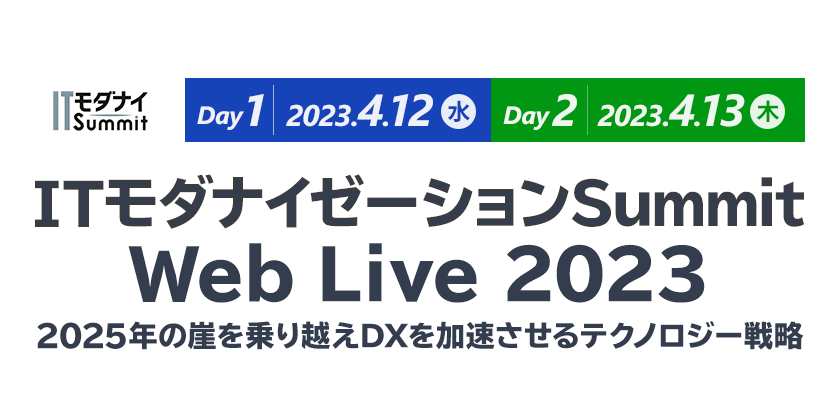 ITモダナイ
Summit
Day 1 2023.4.12 水 Day 2 2023.4.13 木
ITモダナイゼーションSummit
Web Live 2023
2025年の崖を乗り越えDXを加速させるテクノロジー戦略